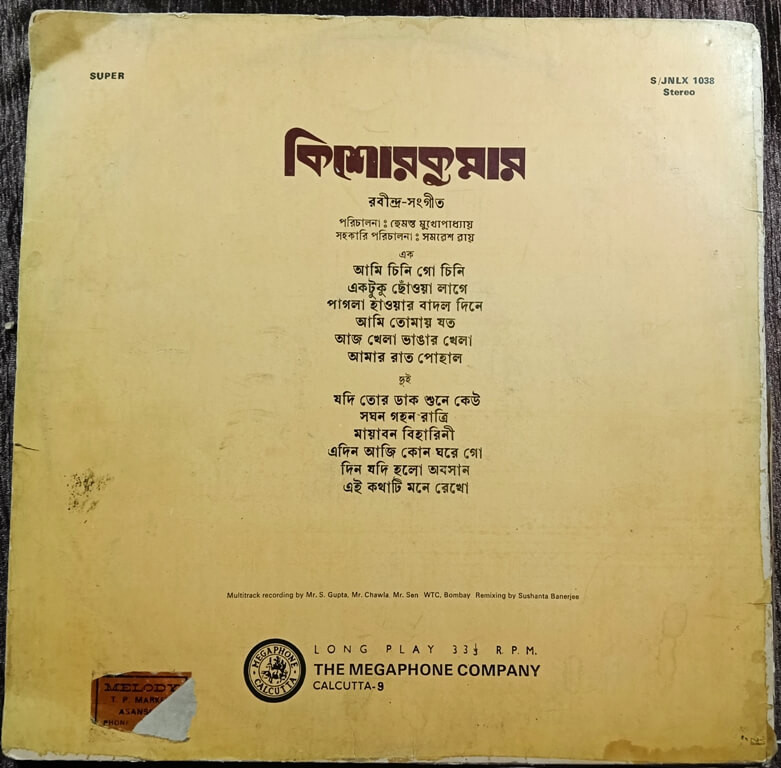 SUPER
S/JNLX 1038
Stereo
কিশোরকুমার
রবীন্দ্র-সংগীত
পরিচালনা : হেমন্ত মুখোপাধ্যায়
সহকারি পরিচালনা : সমরেশ রায়
এক
আমি চিনি গো চিনি
একটুকু ছোঁওয়া লাগে
পাগলা হাওয়ার বাদল দিনে
আমি তোমায় যত
আজ খেলা ভাঙার খেলা
আমার রাত পোহাল
দুই
যদি তোর ডাক শুনে কেউ
সঘন গহন রাত্রি
মায়াবন বিহারিনী
এদিন আজি কোন ঘরে গো
দিন যদি হলো অবসান
এই কথাটি মনে রেখো
Multitrack recording by Mr. S. Gupta, Mr. Chawla, Mr. Sen WTC, Bombay Remixing by Sushanta Banerjee
MEGAPHONE
CALCUTTA
LONG PLAY 33⅓ R.P.M.
THE MEGAPHONE COMPANY
CALCUTTA-9
MELODY
T. P. MARK
ASANS
PHON